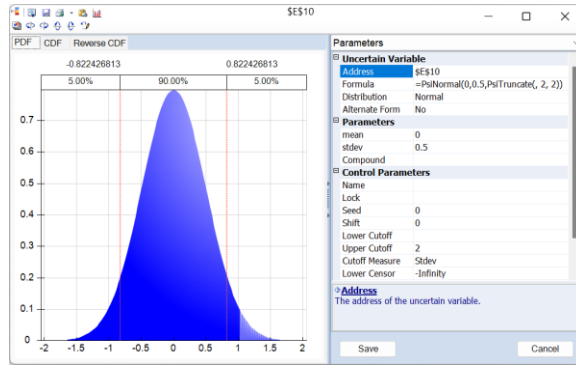 $E$10
PDF CDF Reverse CDF
-0.822426813 0.822426813
5.00% 90.00% 5.00%
0.7
0.6
0.5
0.4
0.3
0.2
0.1
0
-2 -1.5 -1 -0.5 0 0.5 1 1.5 2
Parameters
Uncertain Variable
Address $E$10
Formula =PsiNormal(0,0.5,PsiTruncate(, 2, 2))
Distribution Normal
Alternate Form No
Parameters
mean 0
stdev 0.5
Compound
Control Parameters
Name
Lock
Seed 0
Shift 0
Lower Cutoff
Upper Cutoff 2
Cutoff Measure Stdev
Lower Censor -Infinity
Address
The address of the uncertain variable.
Save Cancel